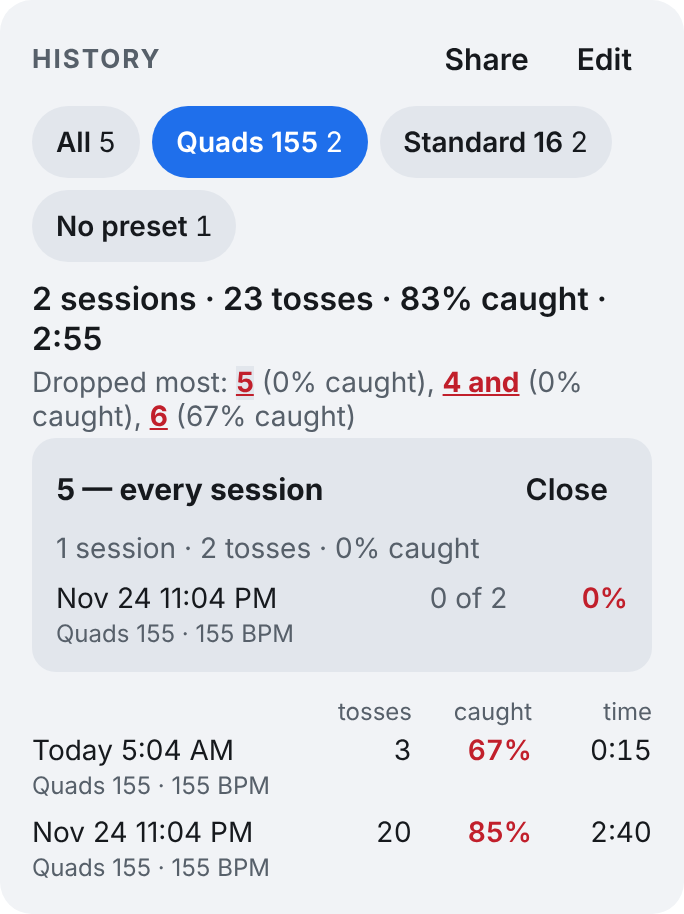 HISTORY Share Edit
All 5 Quads 155 2 Standard 16 2
No preset 1
2 sessions · 23 tosses · 83% caught ·
2:55
Dropped most: 5 (0% caught), 4 and (0%
caught), 6 (67% caught)
5 — every session Close
1 session · 2 tosses · 0% caught
Nov 24 11:04 PM 0 of 2 0%
Quads 155 · 155 BPM
tosses caught time
Today 5:04 AM 3 67% 0:15
Quads 155 · 155 BPM
Nov 24 11:04 PM 20 85% 2:40
Quads 155 · 155 BPM